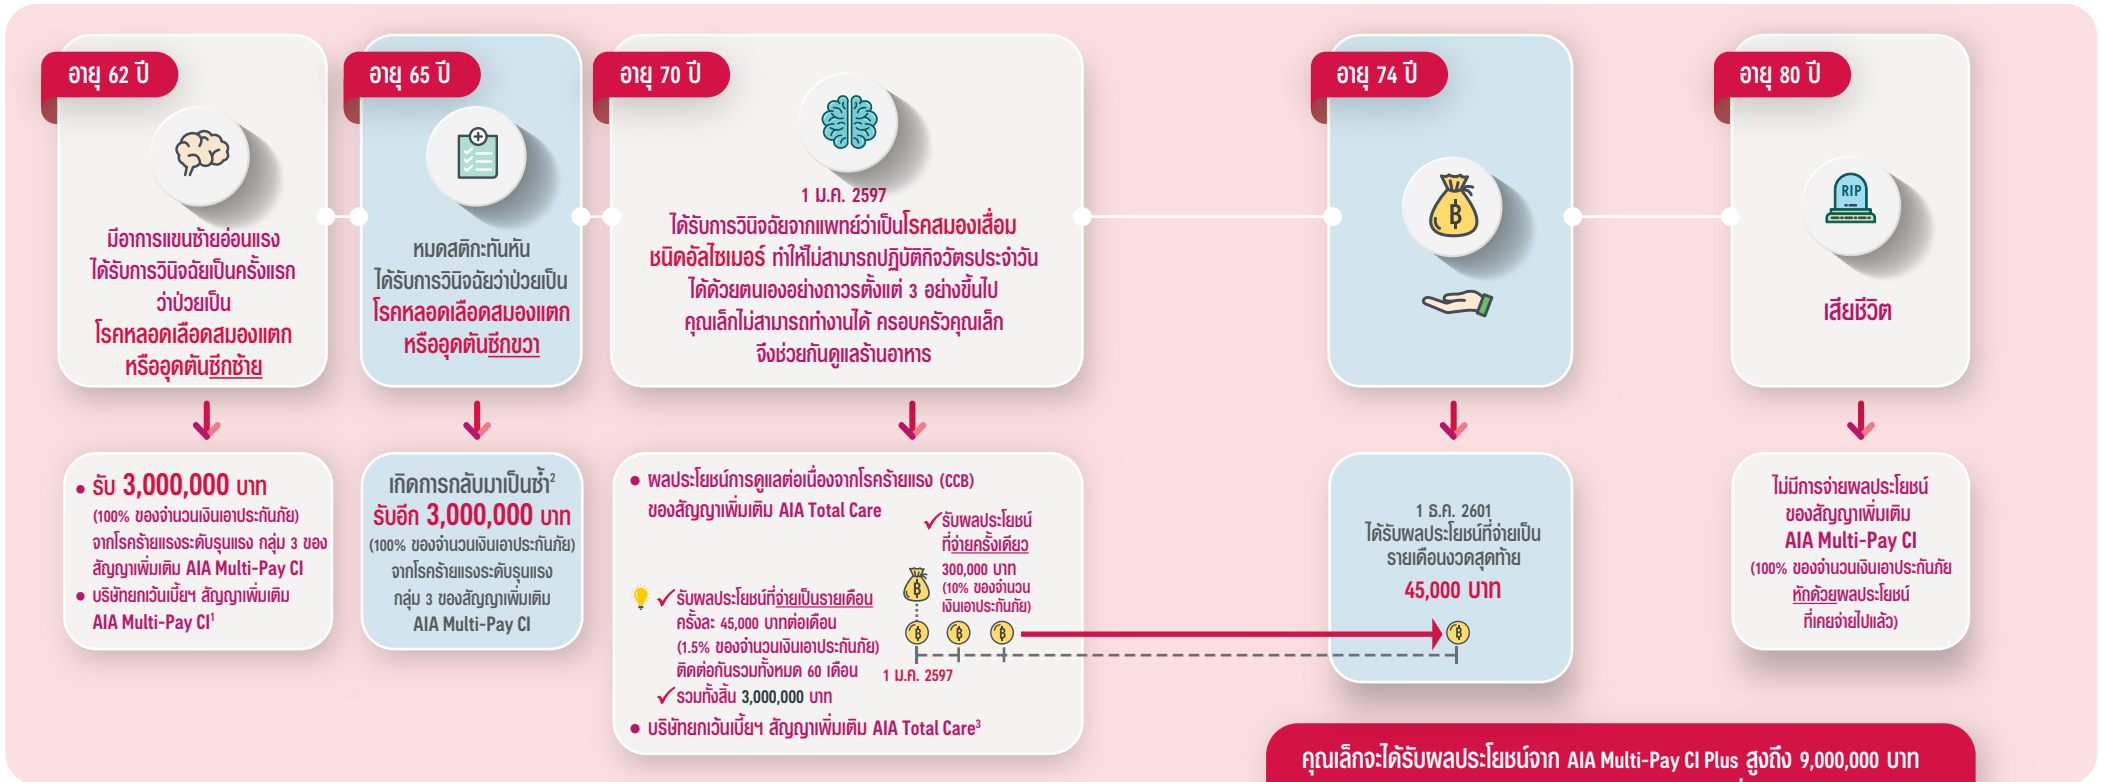 อายุ 62 ปี
มีอาการแขนซ้ายอ่อนแรง
ได้รับการวินิจฉัยเป็นครั้งแรก
ว่าป่วยเป็น
โรคหลอดเลือดสมองแตก
หรืออุดตันซีกซ้าย
• รับ 3,000,000 บาท
(100% ของจำนวนเงินเอาประกันภัย)
จากโรคร้ายแรงระดับรุนแรง กลุ่ม 3 ของ
สัญญาเพิ่มเติม AIA Multi-Pay CI
• บริษัทยกเว้นเบี้ยฯ สัญญาเพิ่มเติม
AIA Multi-Pay CI¹
อายุ 65 ปี
หมดสติกะทันหัน
ได้รับการวินิจฉัยว่าป่วยเป็น
โรคหลอดเลือดสมองแตก
หรืออุดตันซีกขวา
เกิดการกลับมาเป็นซ้ำ²
รับอีก 3,000,000 บาท
(100% ของจำนวนเงินเอาประกันภัย)
จากโรคร้ายแรงระดับรุนแรง
กลุ่ม 3 ของสัญญาเพิ่มเติม
AIA Multi-Pay CI
อายุ 70 ปี
1 ม.ค. 2597
ได้รับการวินิจฉัยจากแพทย์ว่าเป็นโรคสมองเสื่อม
ชนิดอัลไซเมอร์ ทำให้ไม่สามารถปฏิบัติกิจวัตรประจำวัน
ได้ด้วยตนเองอย่างถาวรตั้งแต่ 3 อย่างขึ้นไป
คุณเล็กไม่สามารถทำงานได้ ครอบครัวคุณเล็ก
จึงช่วยกันดูแลร้านอาหาร
• ผลประโยชน์การดูแลต่อเนื่องจากโรคร้ายแรง (CCB)
ของสัญญาเพิ่มเติม AIA Total Care
✓รับผลประโยชน์
ที่จ่ายครั้งเดียว
300,000 บาท
(10% ของจำนวน
เงินเอาประกันภัย)
✓รับผลประโยชน์ที่จ่ายเป็นรายเดือน
ครั้งละ 45,000 บาทต่อเดือน
(1.5% ของจำนวนเงินเอาประกันภัย)
ติดต่อกันรวมทั้งหมด 60 เดือน
1 ม.ค. 2597
✓รวมทั้งสิ้น 3,000,000 บาท
• บริษัทยกเว้นเบี้ยฯ สัญญาเพิ่มเติม AIA Total Care³
อายุ 74 ปี
1 ธ.ค. 2601
ได้รับผลประโยชน์ที่จ่ายเป็น
รายเดือนงวดสุดท้าย
45,000 บาท
อายุ 80 ปี
RIP
เสียชีวิต
ไม่มีการจ่ายผลประโยชน์
ของสัญญาเพิ่มเติม
AIA Multi-Pay CI
(100% ของจำนวนเงินเอาประกันภัย
หักด้วยผลประโยชน์
ที่เคยจ่ายไปแล้ว)
คุณเล็กจะได้รับผลประโยชน์จาก AIA Multi-Pay CI Plus สูงถึง 9,000,000 บาท